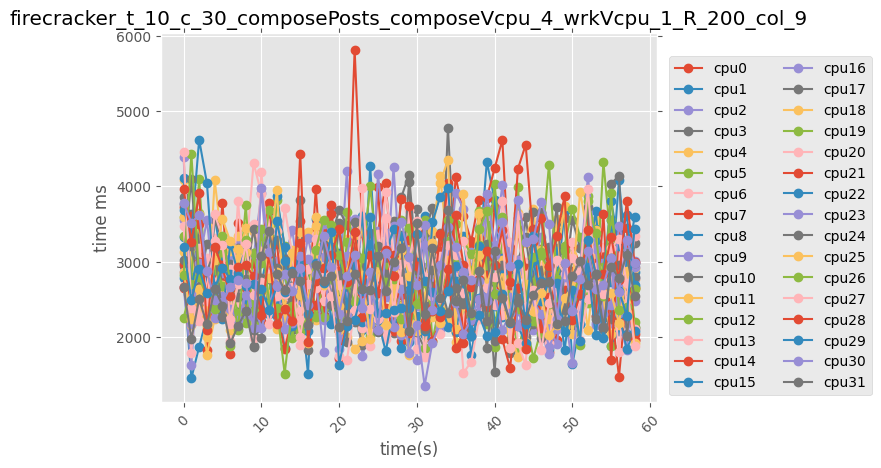 firecracker_t_10_c_30_composePosts_composeVcpu_4_wrkVcpu_1_R_200_col_9
6000
5000
4000
3000
2000
time ms
0
10
20
30
40
50
60
time(s)
cpu0
cpu1
cpu2
cpu3
cpu4
cpu5
cpu6
cpu7
cpu8
cpu9
cpu10
cpu11
cpu12
cpu13
cpu14
cpu15
cpu16
cpu17
cpu18
cpu19
cpu20
cpu21
cpu22
cpu23
cpu24
cpu25
cpu26
cpu27
cpu28
cpu29
cpu30
cpu31